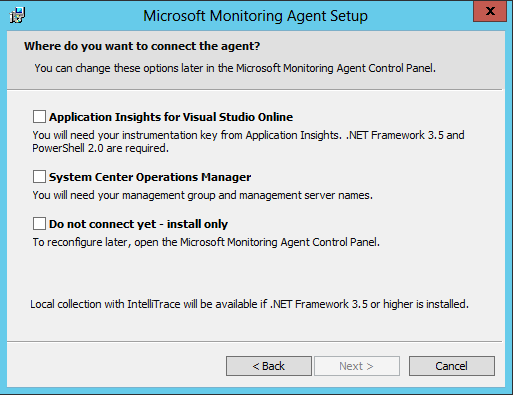 Microsoft Monitoring Agent Setup
X
Where do you want to connect the agent?
You can change these options later in the Microsoft Monitoring Agent Control Panel.
Application Insights for Visual Studio Online
You will need your instrumentation key from Application Insights. .NET Framework 3.5 and
PowerShell 2.0 are required.
System Center Operations Manager
You will need your management group and management server names.
Do not connect yet - install only
To reconfigure later, open the Microsoft Monitoring Agent Control Panel.
Local collection with IntelliTrace will be available if .NET Framework 3.5 or higher is installed.
< Back
Next >
Cancel